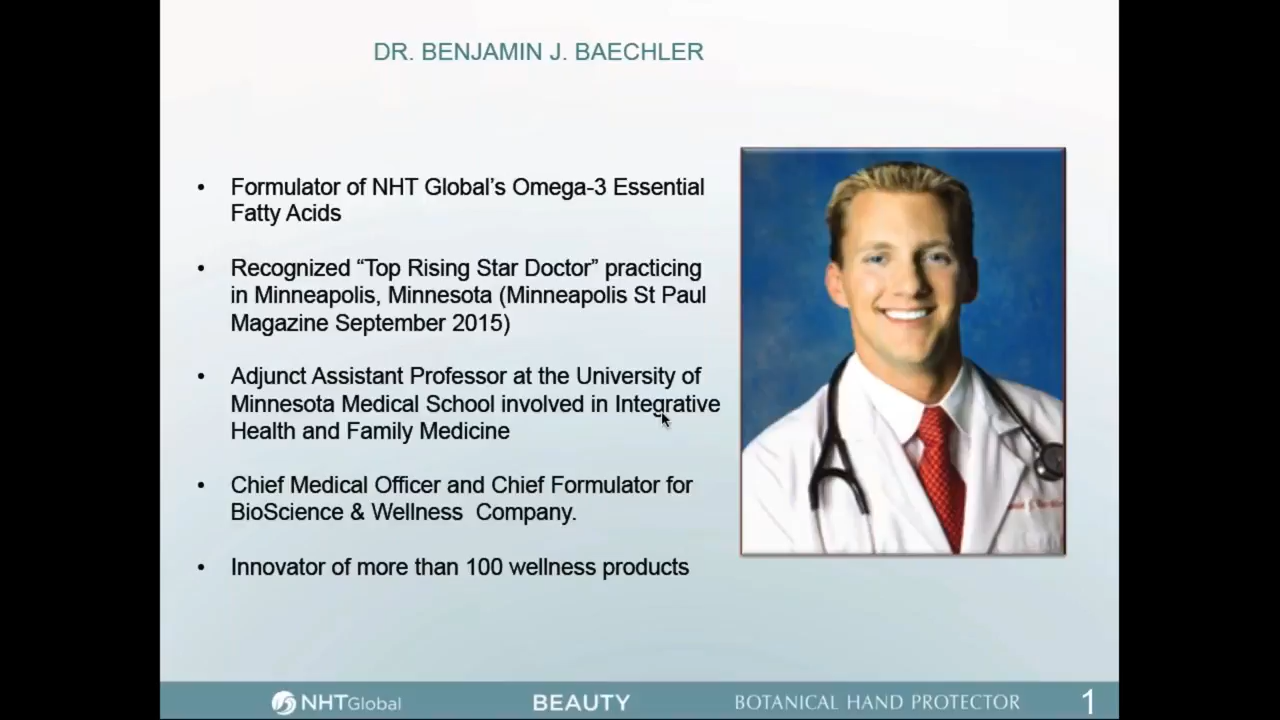 DR. BENJAMIN J. BAECHLER
• Formulator of NHT Global’s Omega-3 Essential
Fatty Acids
• Recognized “Top Rising Star Doctor” practicing
in Minneapolis, Minnesota (Minneapolis St Paul
Magazine September 2015)
• Adjunct Assistant Professor at the University of
Minnesota Medical School involved in Integrative
Health and Family Medicine
• Chief Medical Officer and Chief Formulator for
BioScience & Wellness Company.
• Innovator of more than 100 wellness products
NHTGlobal BEAUTY BOTANICAL HAND PROTECTOR 1